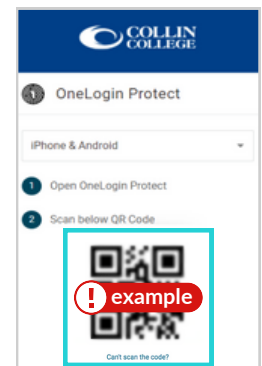 COLLIN
COLLEGE
OneLogin Protect
iPhone & Android
1 Open OneLogin Protect
2 Scan below QR Code
! example
Can't scan the code?